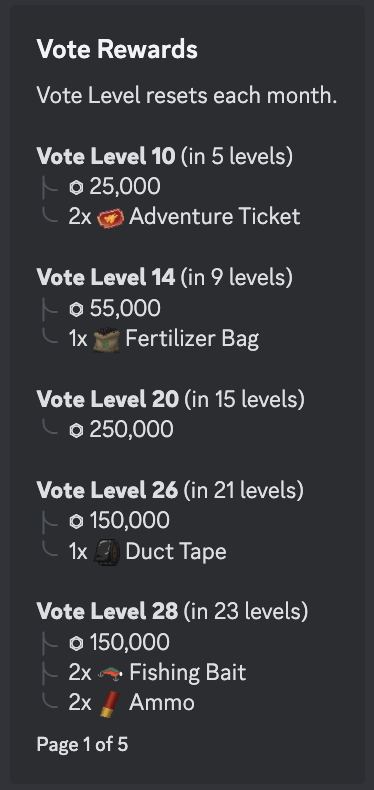 Vote Rewards
Vote Level resets each month.
Vote Level 10 (in 5 levels)
25,000
2x Adventure Ticket
Vote Level 14 (in 9 levels)
55,000
1x Fertilizer Bag
Vote Level 20 (in 15 levels)
250,000
Vote Level 26 (in 21 levels)
150,000
1x Duct Tape
Vote Level 28 (in 23 levels)
150,000
2x Fishing Bait
2x Ammo
Page 1 of 5